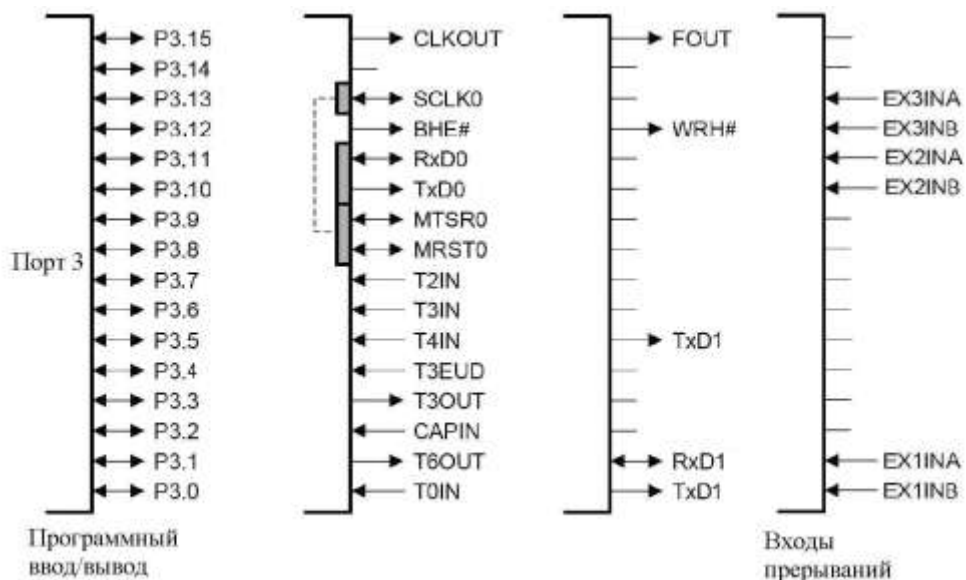 P3.15 CLKOUT FOUT
P3.14
P3.13 SCLK0 EX3INA
P3.12 BHE# WRH# EX3INB
P3.11 RxD0 EX2INA
P3.10 TxD0 EX2INB
P3.9 MTSR0
P3.8 MRST0
Порт 3
P3.7 T2IN
P3.6 T3IN
P3.5 T4IN TxD1
P3.4 T3EUD
P3.3 T3OUT
P3.2 CAPIN
P3.1 T6OUT RxD1 EX1INA
P3.0 T0IN TxD1 EX1INB
Программный
ввод/вывод
Входы
прерываний